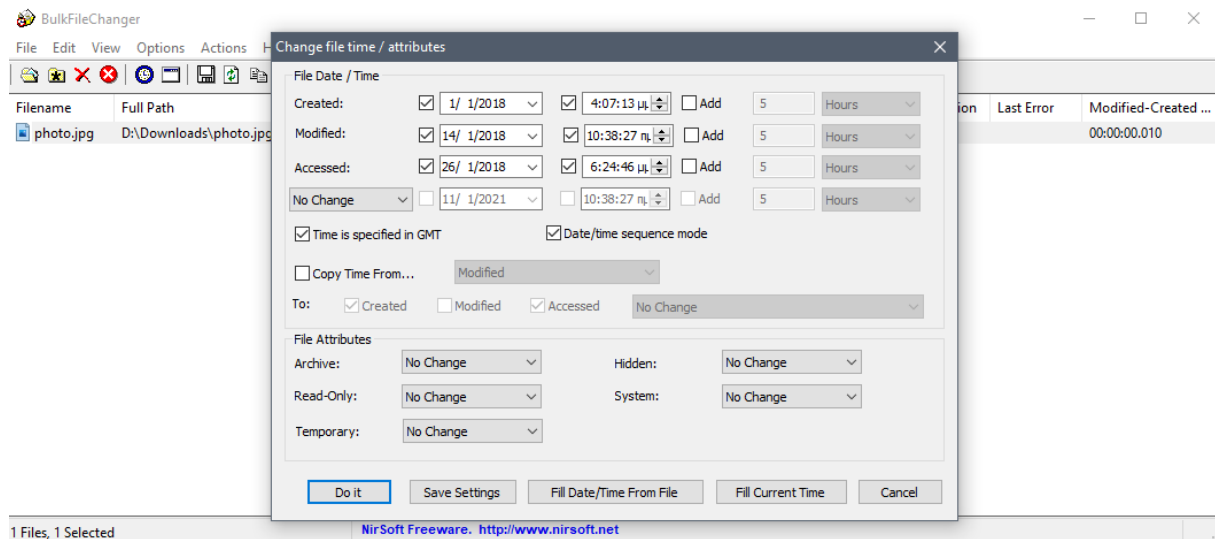 BulkFileChanger
File Edit View Options Actions H
Filename Full Path ion Last Error Modified-Created ...
photo.jpg D:\Downloads\photo.jpg 00:00:00.010
Change file time / attributes
File Date / Time
Created: 1/ 1/2018 4:07:13 μμ Add 5 Hours
Modified: 14/ 1/2018 10:38:27 πμ Add 5 Hours
Accessed: 26/ 1/2018 6:24:46 μμ Add 5 Hours
No Change 11/ 1/2021 10:38:27 πμ Add 5 Hours
Time is specified in GMT Date/time sequence mode
Copy Time From... Modified
To: Created Modified Accessed No Change
File Attributes
Archive: No Change Hidden: No Change
Read-Only: No Change System: No Change
Temporary: No Change
Do it Save Settings Fill Date/Time From File Fill Current Time Cancel
1 Files, 1 Selected NirSoft Freeware. http://www.nirsoft.net